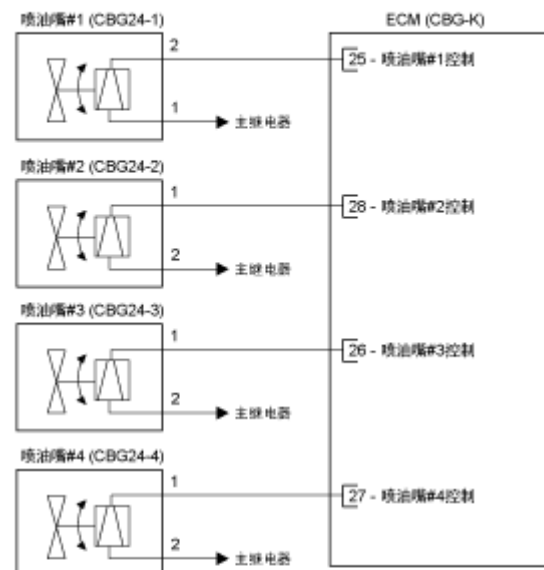 喷油嘴#1 (CBG24-1)
ECM (CBG-K)
2
25 - 喷油嘴#1控制
1
主继电器
喷油嘴#2 (CBG24-2)
1
28 - 喷油嘴#2控制
2
主继电器
喷油嘴#3 (CBG24-3)
1
26 - 喷油嘴#3控制
2
主继电器
喷油嘴#4 (CBG24-4)
1
27 - 喷油嘴#4控制
2
主继电器